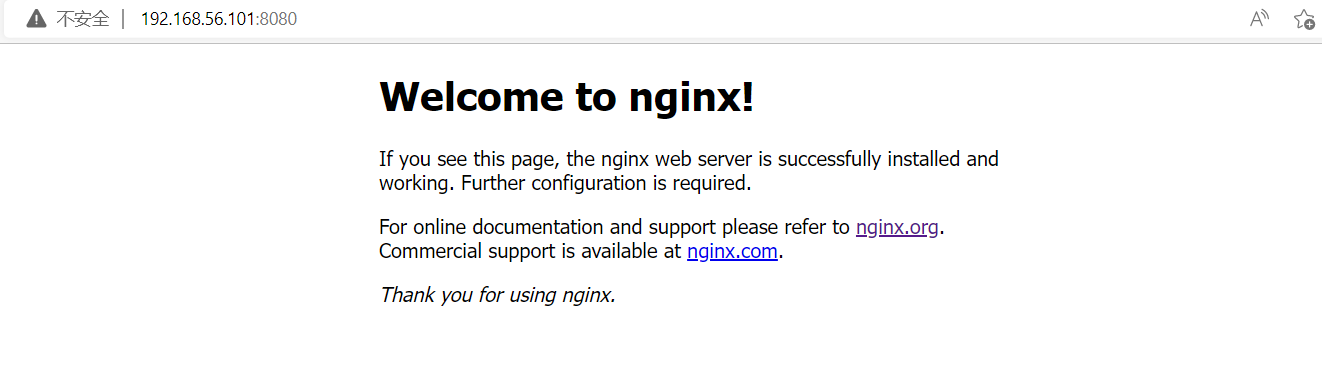 不安全 | 192.168.56.101:8080
Welcome to nginx!
If you see this page, the nginx web server is successfully installed and
working. Further configuration is required.
For online documentation and support please refer to nginx.org.
Commercial support is available at nginx.com.
Thank you for using nginx.